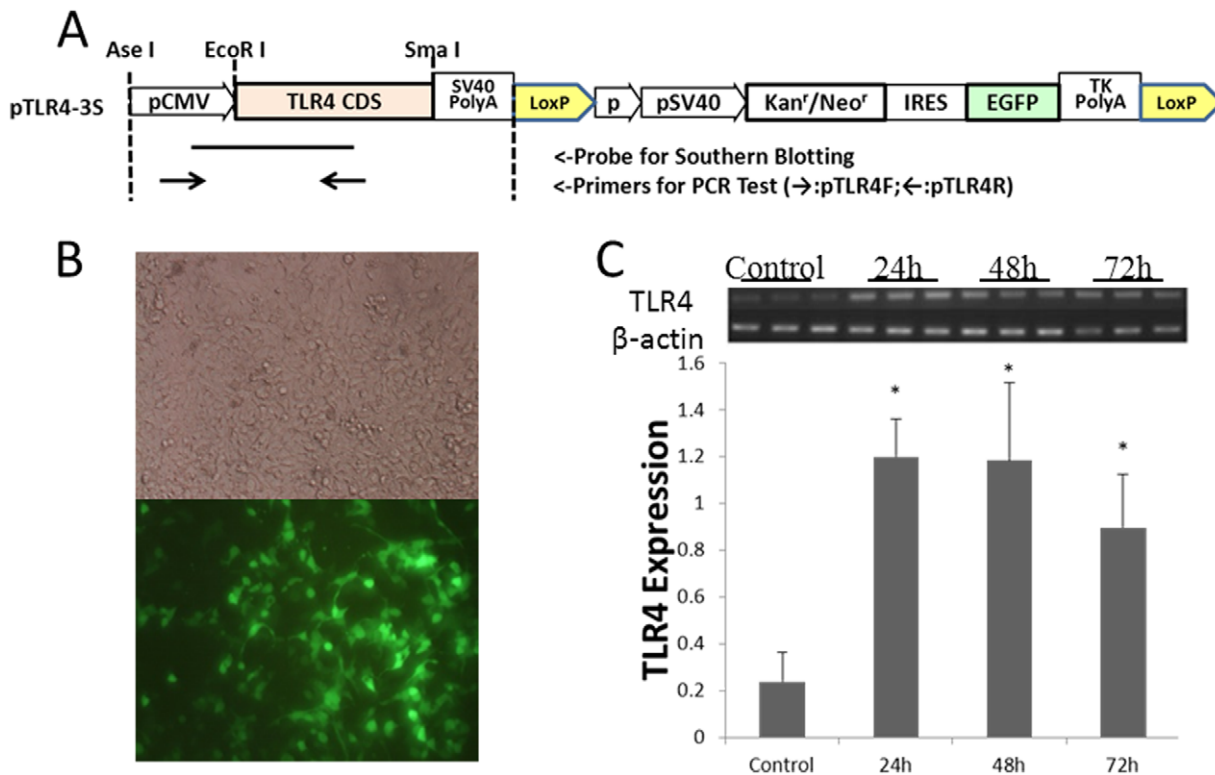 A
Ase I EcoR I Sma I
pTLR4-3S pCMV TLR4 CDS SV40 PolyA LoxP p pSV40 Kanʳ/Neoʳ IRES EGFP TK PolyA LoxP
<-Probe for Southern Blotting
<-Primers for PCR Test (→:pTLR4F;←:pTLR4R)
B
C
Control 24h 48h 72h
TLR4
β-actin
TLR4 Expression
1.6
1.4
1.2
1
0.8
0.6
0.4
0.2
0
* * *
Control 24h 48h 72h